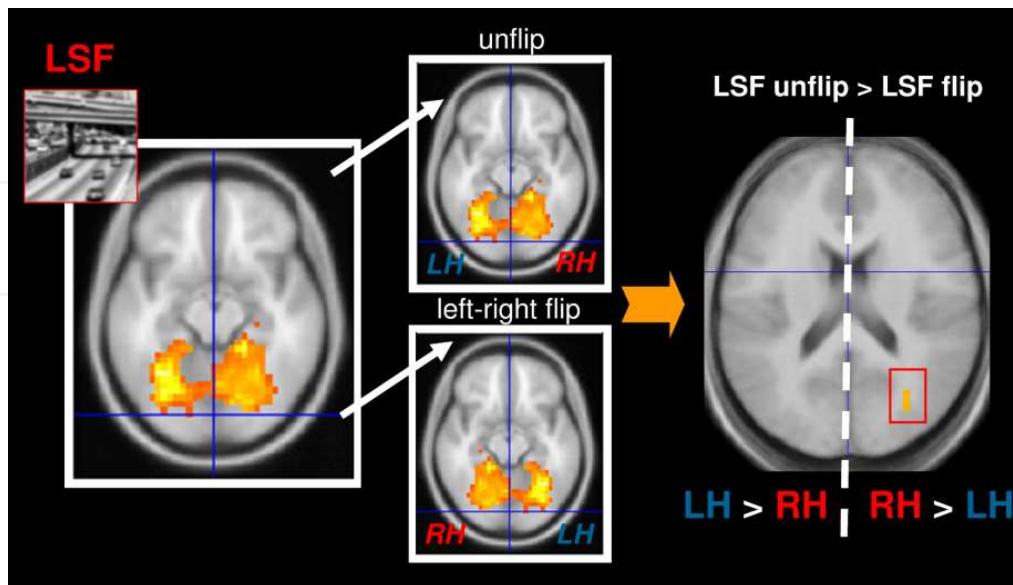 LSF
unflip
LH RH
left-right flip
RH LH
LSF unflip > LSF flip
LH > RH RH > LH